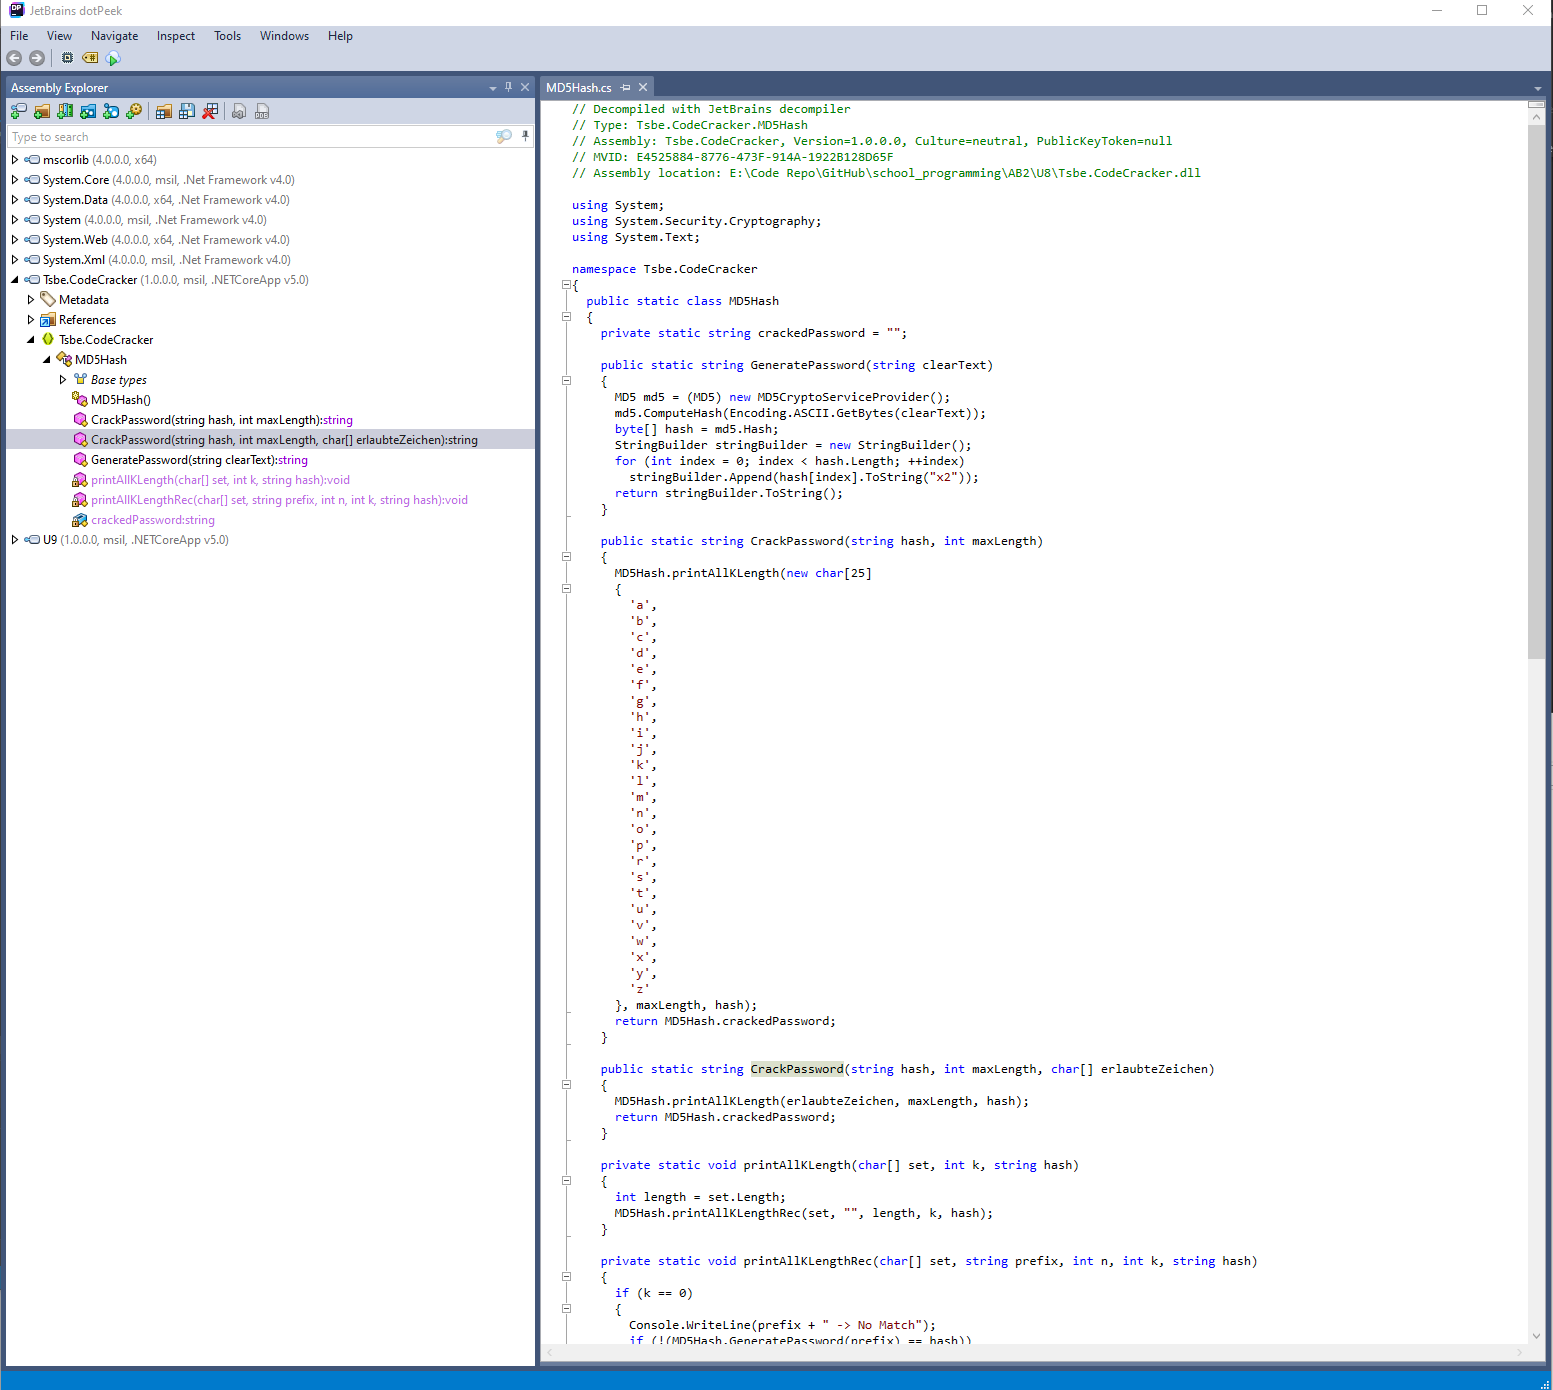 JetBrains dotPeek
File View Navigate Inspect Tools Windows Help
Assembly Explorer
Type to search
mscorlib (4.0.0.0, x64)
System.Core (4.0.0.0, msil, .Net Framework v4.0)
System.Data (4.0.0.0, x64, .Net Framework v4.0)
System (4.0.0.0, msil, .Net Framework v4.0)
System.Web (4.0.0.0, x64, .Net Framework v4.0)
System.Xml (4.0.0.0, msil, .Net Framework v4.0)
Tsbe.CodeCracker (1.0.0.0, msil, .NETCoreApp v5.0)
Metadata
References
Tsbe.CodeCracker
MD5Hash
Base types
MD5Hash()
CrackPassword(string hash, int maxLength):string
CrackPassword(string hash, int maxLength, char[] erlaubteZeichen):string
GeneratePassword(string clearText):string
printAllKLength(char[] set, int k, string hash):void
printAllKLengthRec(char[] set, string prefix, int n, int k, string hash):void
crackedPassword:string
U9 (1.0.0.0, msil, .NETCoreApp v5.0)
MD5Hash.cs
// Decompiled with JetBrains decompiler
// Type: Tsbe.CodeCracker.MD5Hash
// Assembly: Tsbe.CodeCracker, Version=1.0.0.0, Culture=neutral, PublicKeyToken=null
// MVID: E4525884-8776-473F-914A-1922B128D65F
// Assembly location: E:\Code Repo\GitHub\school_programming\AB2\U8\Tsbe.CodeCracker.dll
using System;
using System.Security.Cryptography;
using System.Text;
namespace Tsbe.CodeCracker
{
public static class MD5Hash
{
private static string crackedPassword = "";
public static string GeneratePassword(string clearText)
{
MD5 md5 = (MD5) new MD5CryptoServiceProvider();
md5.ComputeHash(Encoding.ASCII.GetBytes(clearText));
byte[] hash = md5.Hash;
StringBuilder stringBuilder = new StringBuilder();
for (int index = 0; index < hash.Length; ++index)
stringBuilder.Append(hash[index].ToString("x2"));
return stringBuilder.ToString();
}
public static string CrackPassword(string hash, int maxLength)
{
MD5Hash.printAllKLength(new char[25]
{
'a',
'b',
'c',
'd',
'e',
'f',
'g',
'h',
'i',
'j',
'k',
'l',
'm',
'n',
'o',
'p',
'r',
's',
't',
'u',
'v',
'w',
'x',
'y',
'z'
}, maxLength, hash);
return MD5Hash.crackedPassword;
}
public static string CrackPassword(string hash, int maxLength, char[] erlaubteZeichen)
{
MD5Hash.printAllKLength(erlaubteZeichen, maxLength, hash);
return MD5Hash.crackedPassword;
}
private static void printAllKLength(char[] set, int k, string hash)
{
int length = set.Length;
MD5Hash.printAllKLengthRec(set, "", length, k, hash);
}
private static void printAllKLengthRec(char[] set, string prefix, int n, int k, string hash)
{
if (k == 0)
{
Console.WriteLine(prefix + " -> No Match");
if (!(MD5Hash.GeneratePassword(prefix) == hash))